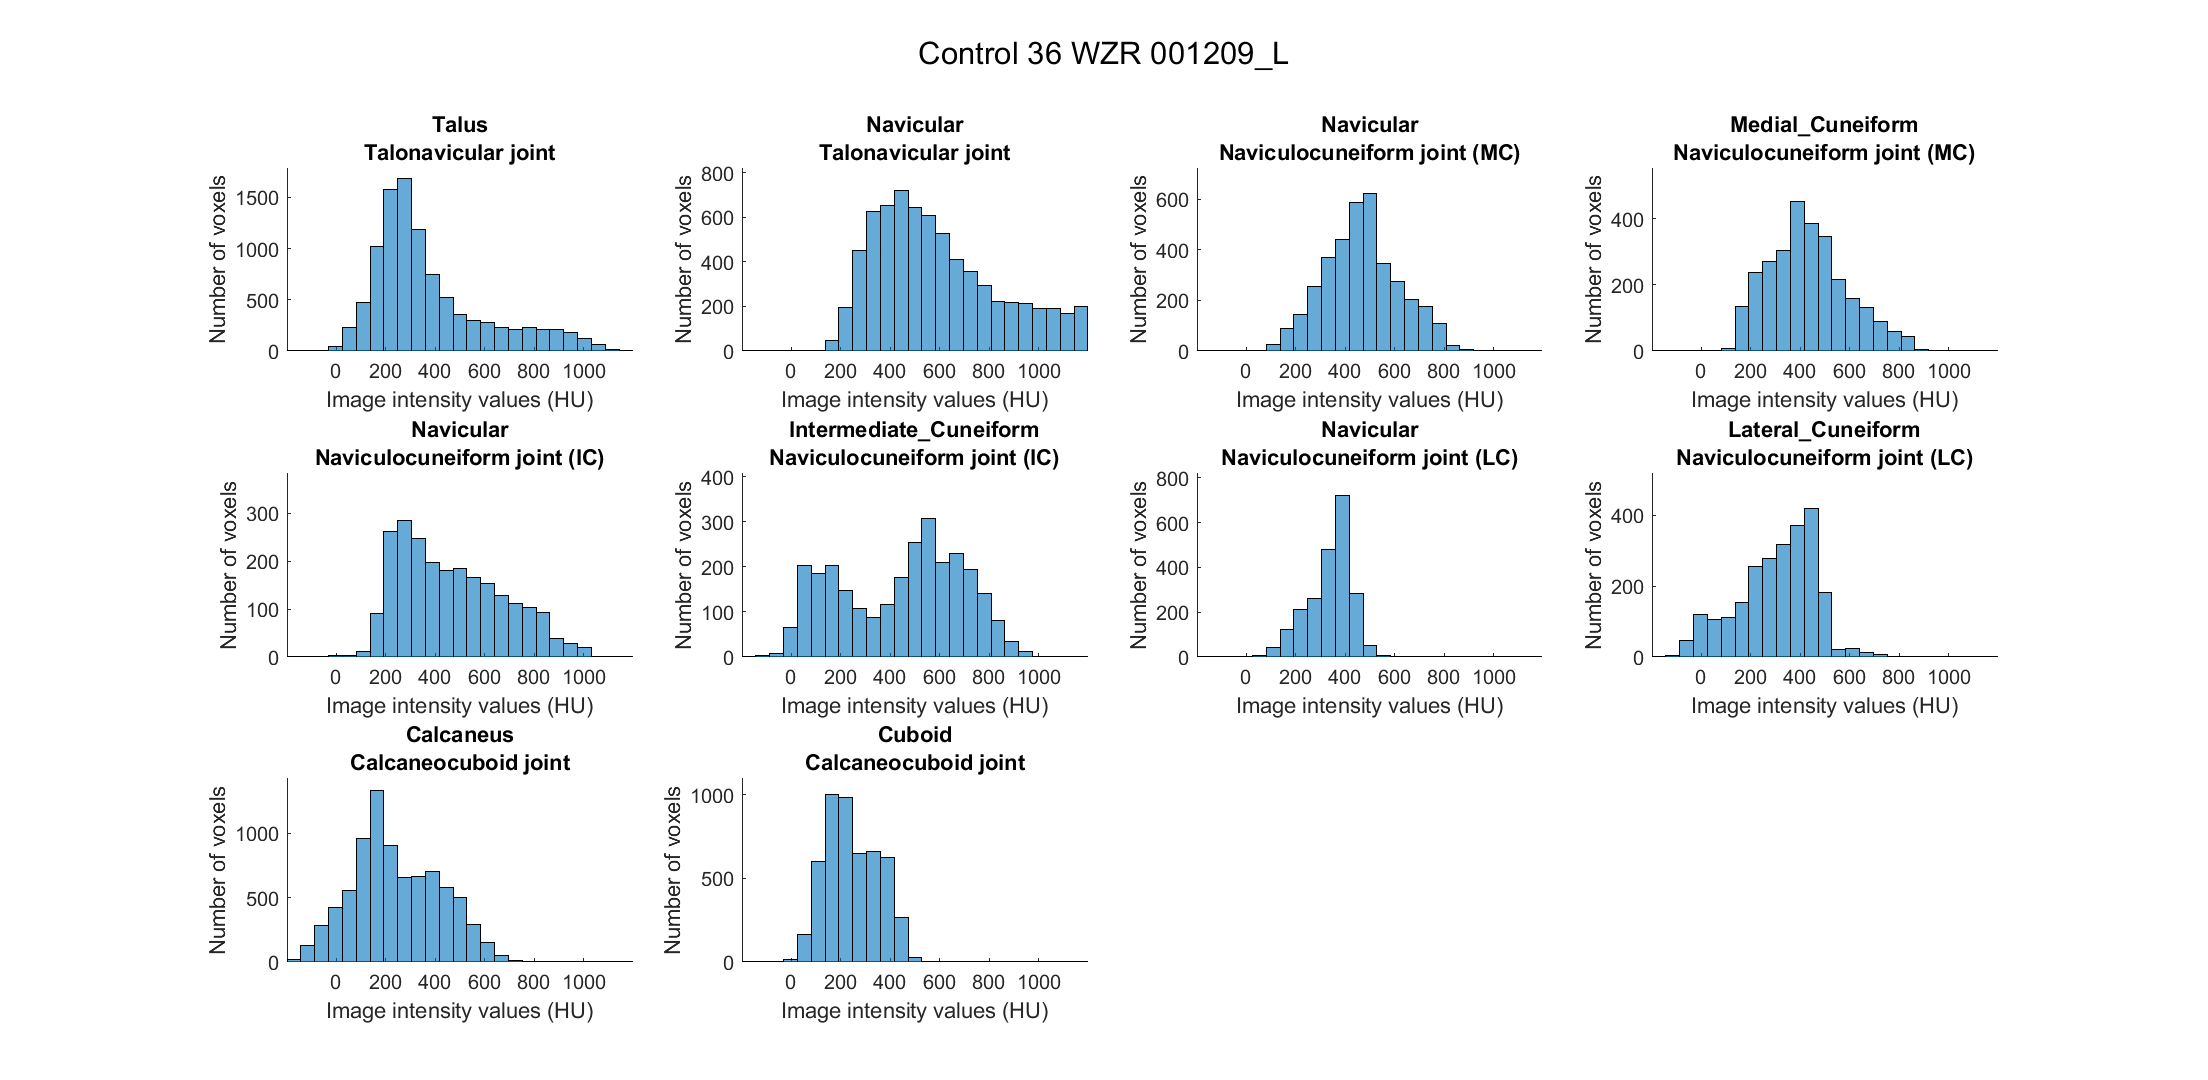 Control 36 WZR 001209_L
Talus
Talonavicular joint
Number of voxels
1500
1000
500
0
0 200 400 600 800 1000
Image intensity values (HU)
Navicular
Talonavicular joint
Number of voxels
800
600
400
200
0
0 200 400 600 800 1000
Image intensity values (HU)
Navicular
Naviculocuneiform joint (MC)
Number of voxels
600
400
200
0
0 200 400 600 800 1000
Image intensity values (HU)
Medial_Cuneiform
Naviculocuneiform joint (MC)
Number of voxels
400
200
0
0 200 400 600 800 1000
Image intensity values (HU)
Navicular
Naviculocuneiform joint (IC)
Number of voxels
300
200
100
0
0 200 400 600 800 1000
Image intensity values (HU)
Intermediate_Cuneiform
Naviculocuneiform joint (IC)
Number of voxels
400
300
200
100
0
0 200 400 600 800 1000
Image intensity values (HU)
Navicular
Naviculocuneiform joint (LC)
Number of voxels
800
600
400
200
0
0 200 400 600 800 1000
Image intensity values (HU)
Lateral_Cuneiform
Naviculocuneiform joint (LC)
Number of voxels
400
200
0
0 200 400 600 800 1000
Image intensity values (HU)
Calcaneus
Calcaneocuboid joint
Number of voxels
1000
500
0
0 200 400 600 800 1000
Image intensity values (HU)
Cuboid
Calcaneocuboid joint
Number of voxels
1000
500
0
0 200 400 600 800 1000
Image intensity values (HU)